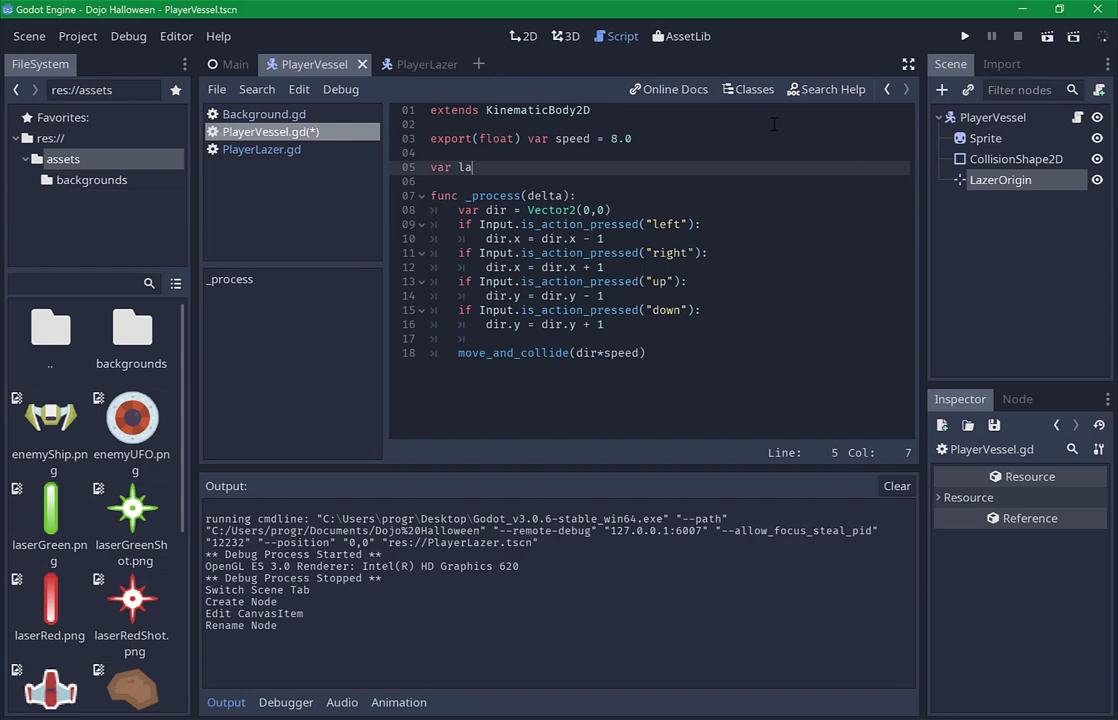 Godot Engine - Dojo Halloween - PlayerVessel.tscn
Scene Project Debug Editor Help
2D 3D Script AssetLib
FileSystem
res://assets
Favorites:
res://
assets
backgrounds
..
backgrounds
enemyShip.pn
g
enemyUFO.pn
g
laserGreen.pn
g
laserGreenSh
ot.png
laserRed.png
laserRedShot.
png
Main PlayerVessel PlayerLazer
File Search Edit Debug
Online Docs Classes Search Help
Background.gd
PlayerVessel.gd(*)
PlayerLazer.gd
_process
01 extends KinematicBody2D
02
03 export(float) var speed = 8.0
04
05 var la
06
07 func _process(delta):
08 var dir = Vector2(0,0)
09 if Input.is_action_pressed("left"):
10 dir.x = dir.x - 1
11 if Input.is_action_pressed("right"):
12 dir.x = dir.x + 1
13 if Input.is_action_pressed("up"):
14 dir.y = dir.y - 1
15 if Input.is_action_pressed("down"):
16 dir.y = dir.y + 1
17
18 move_and_collide(dir*speed)
Line: 5 Col: 7
Output:
Clear
running cmdline: "C:\Users\progr\Desktop\Godot_v3.0.6-stable_win64.exe" "--path"
"C:/Users/progr/Documents/Dojo%20Halloween" "--remote-debug" "127.0.0.1:6007" "--allow_focus_steal_pid"
"12232" "--position" "0,0" "res://PlayerLazer.tscn"
** Debug Process Started **
OpenGL ES 3.0 Renderer: Intel(R) HD Graphics 620
** Debug Process Stopped **
Switch Scene Tab
Create Node
Edit CanvasItem
Rename Node
Output Debugger Audio Animation
Scene Import
Filter nodes
PlayerVessel
Sprite
CollisionShape2D
LazerOrigin
Inspector Node
PlayerVessel.gd
Resource
Resource
Reference